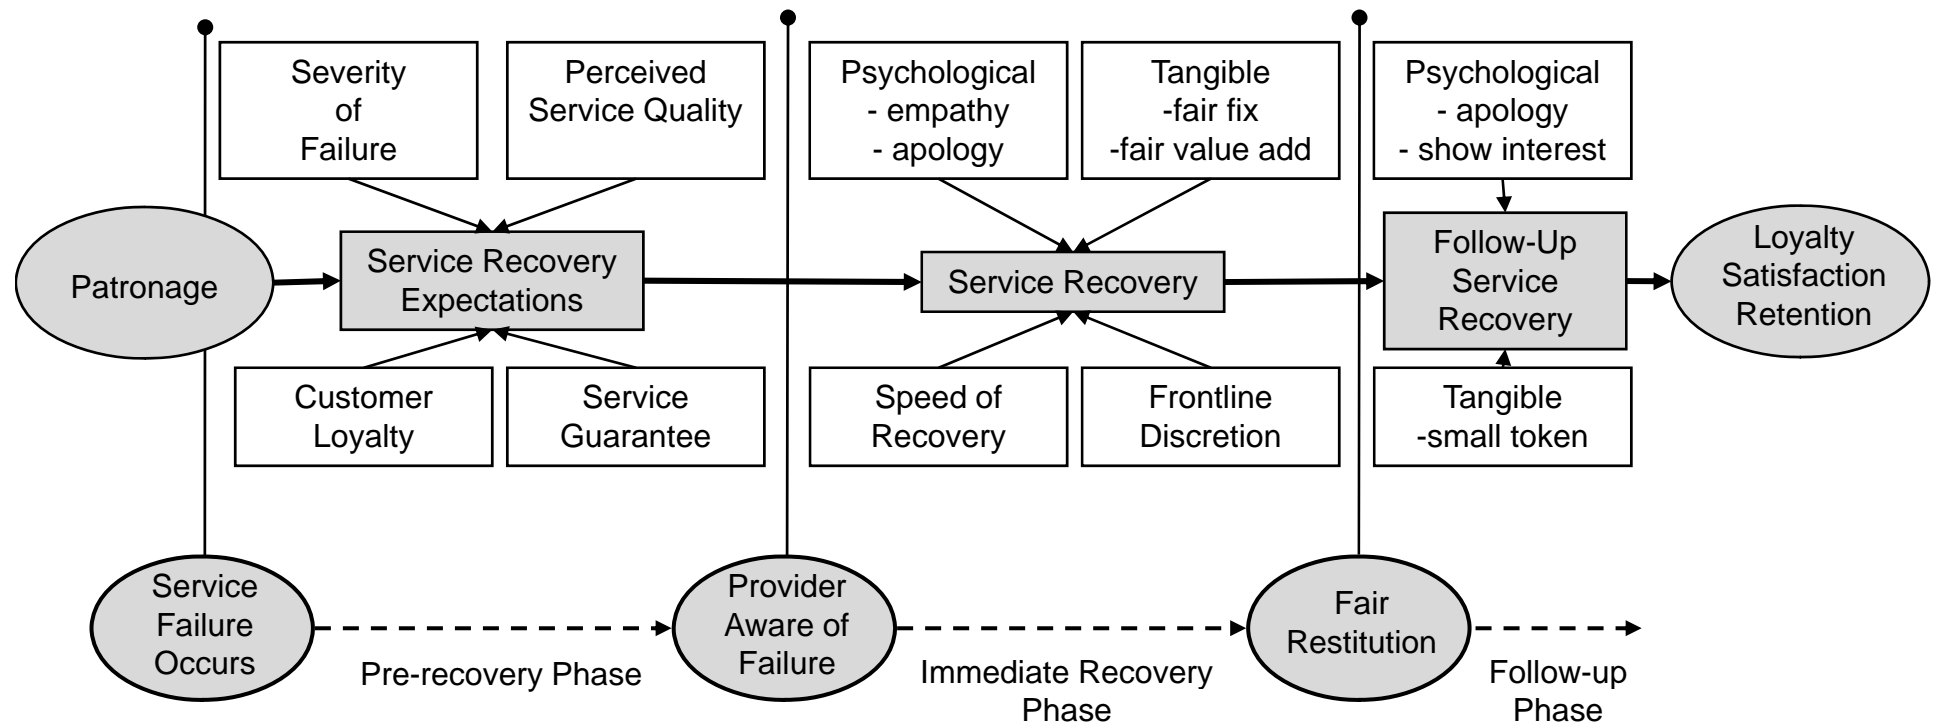 Severity
of
Failure
Perceived
Service Quality
Psychological
- empathy
- apology
Tangible
-fair fix
-fair value add
Psychological
- apology
- show interest
Patronage
Service Recovery
Expectations
Service Recovery
Follow-Up
Service
Recovery
Loyalty
Satisfaction
Retention
Customer
Loyalty
Service
Guarantee
Speed of
Recovery
Frontline
Discretion
Tangible
-small token
Service
Failure
Occurs
Pre-recovery Phase
Provider
Aware of
Failure
Immediate Recovery
Phase
Fair
Restitution
Follow-up
Phase